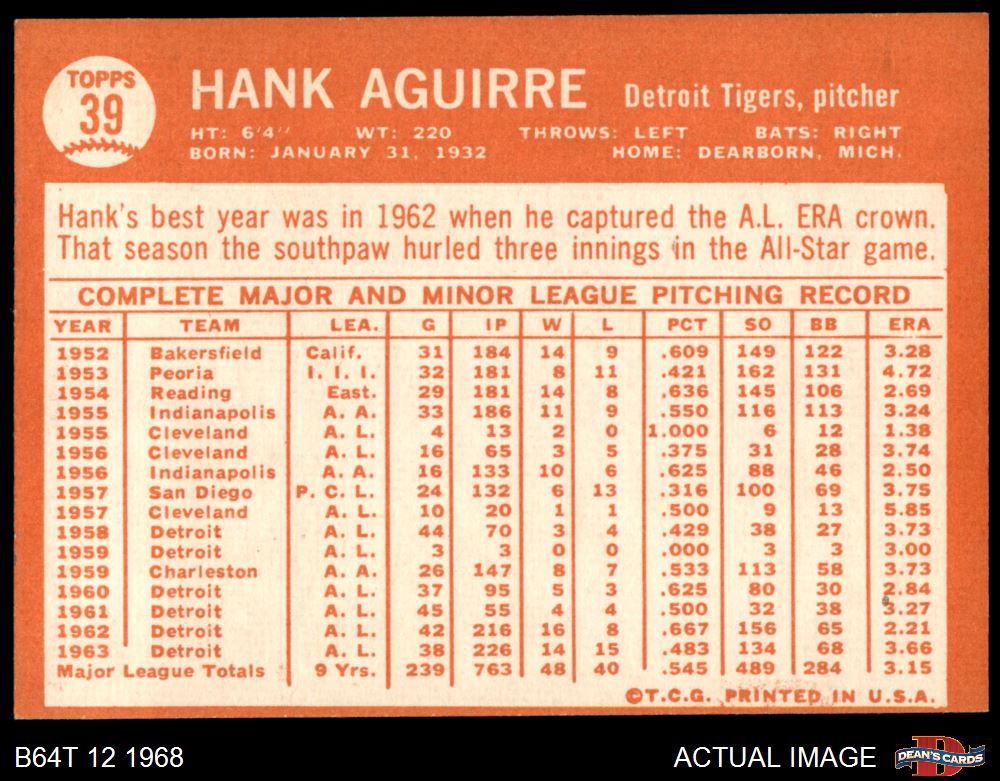 TOPPS
39
HANK AGUIRRE Detroit Tigers, pitcher
HT: 6'4'' WT: 220 THROWS: LEFT BATS: RIGHT
BORN: JANUARY 31, 1932 HOME: DEARBORN, MICH.
Hank's best year was in 1962 when he captured the A.L. ERA crown.
That season the southpaw hurled three innings in the All-Star game.
COMPLETE MAJOR AND MINOR LEAGUE PITCHING RECORD
YEAR TEAM LEA. G IP W L PCT SO BB ERA
1952 Bakersfield Calif. 31 184 14 9 .609 149 122 3.28
1953 Peoria I. I. I. 32 181 8 11 .421 162 131 4.72
1954 Reading East. 29 181 14 8 .636 145 106 2.69
1955 Indianapolis A. A. 33 186 11 9 .550 116 113 3.24
1955 Cleveland A. L. 4 13 2 0 1.000 6 12 1.38
1956 Cleveland A. L. 16 65 3 5 .375 31 28 3.74
1956 Indianapolis A. A. 16 133 10 6 .625 88 46 2.50
1957 San Diego P. C. L. 24 132 6 13 .316 100 69 3.75
1957 Cleveland A. L. 10 20 1 1 .500 9 13 5.85
1958 Detroit A. L. 44 70 3 4 .429 38 27 3.73
1959 Detroit A. L. 3 3 0 0 .000 3 3 3.00
1959 Charleston A. A. 26 147 8 7 .533 113 58 3.73
1960 Detroit A. L. 37 95 5 3 .625 80 30 2.84
1961 Detroit A. L. 45 55 4 4 .500 32 38 3.27
1962 Detroit A. L. 42 216 16 8 .667 156 65 2.21
1963 Detroit A. L. 38 226 14 15 .483 134 68 3.66
Major League Totals 9 Yrs. 239 763 48 40 .545 489 284 3.15
©T.C.G. PRINTED IN U.S.A.
B64T 12 1968 ACTUAL IMAGE DEAN'S CARDS